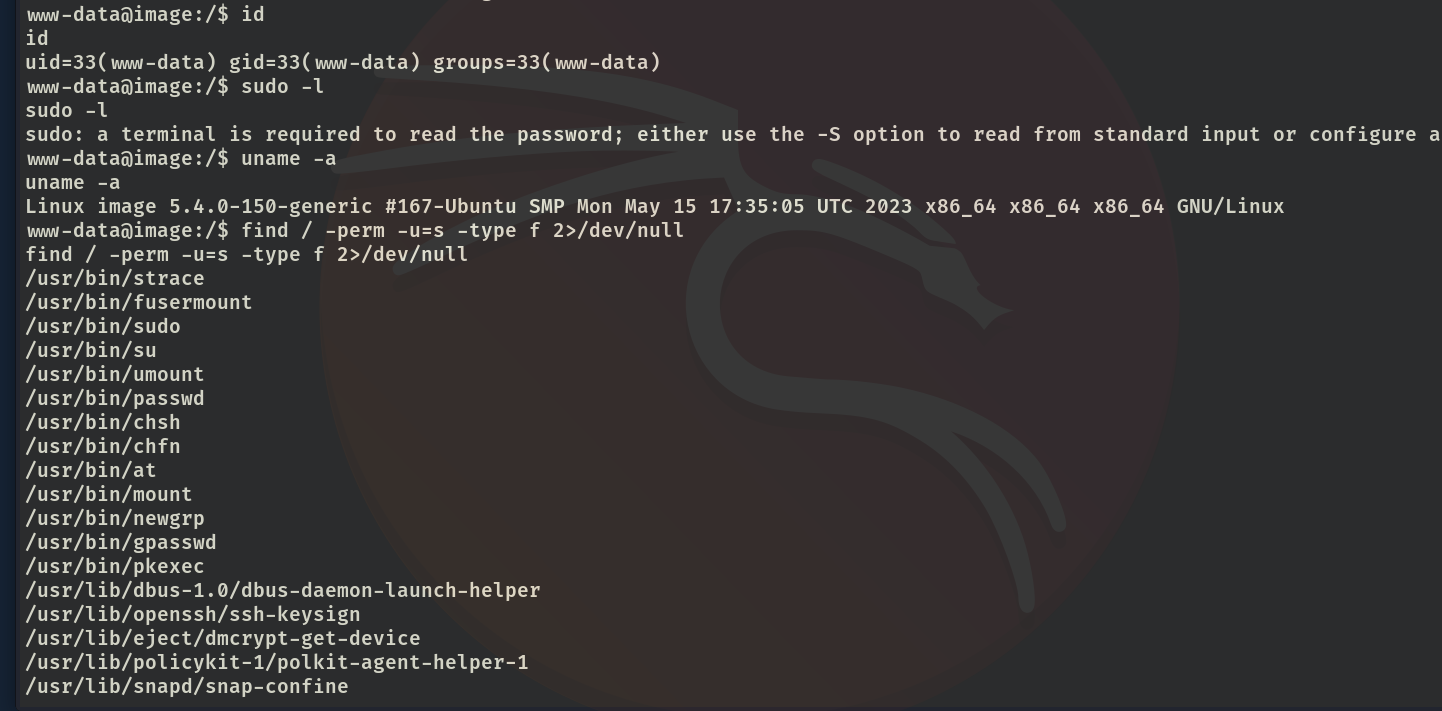 www-data@image:/$ id
id
uid=33(www-data) gid=33(www-data) groups=33(www-data)
www-data@image:/$ sudo -l
sudo -l
sudo: a terminal is required to read the password; either use the -S option to read from standard input or configure a
www-data@image:/$ uname -a
uname -a
Linux image 5.4.0-150-generic #167-Ubuntu SMP Mon May 15 17:35:05 UTC 2023 x86_64 x86_64 x86_64 GNU/Linux
www-data@image:/$ find / -perm -u=s -type f 2>/dev/null
find / -perm -u=s -type f 2>/dev/null
/usr/bin/strace
/usr/bin/fusermount
/usr/bin/sudo
/usr/bin/su
/usr/bin/umount
/usr/bin/passwd
/usr/bin/chsh
/usr/bin/chfn
/usr/bin/at
/usr/bin/mount
/usr/bin/newgrp
/usr/bin/gpasswd
/usr/bin/pkexec
/usr/lib/dbus-1.0/dbus-daemon-launch-helper
/usr/lib/openssh/ssh-keysign
/usr/lib/eject/dmcrypt-get-device
/usr/lib/policykit-1/polkit-agent-helper-1
/usr/lib/snapd/snap-confine